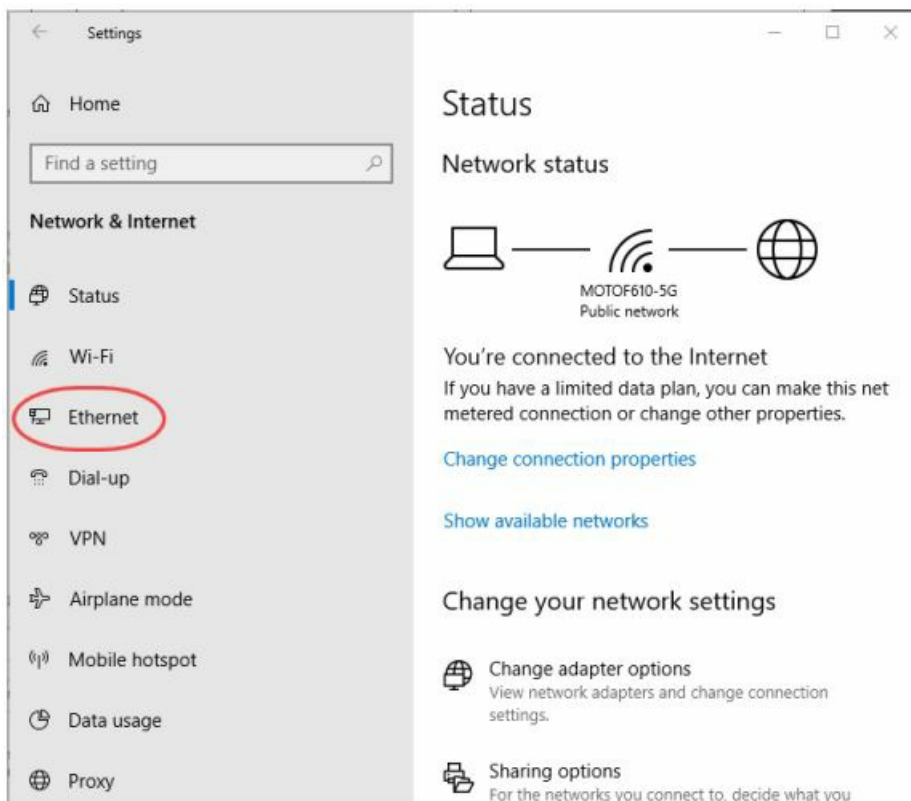 Settings
Home
Find a setting
Network & Internet
Status
Wi-Fi
Ethernet
Dial-up
VPN
Airplane mode
Mobile hotspot
Data usage
Proxy
Status
Network status
MOTOF610-5G
Public network
You're connected to the Internet
If you have a limited data plan, you can make this net
metered connection or change other properties.
Change connection properties
Show available networks
Change your network settings
Change adapter options
View network adapters and change connection
settings.
Sharing options
For the networks you connect to, decide what you